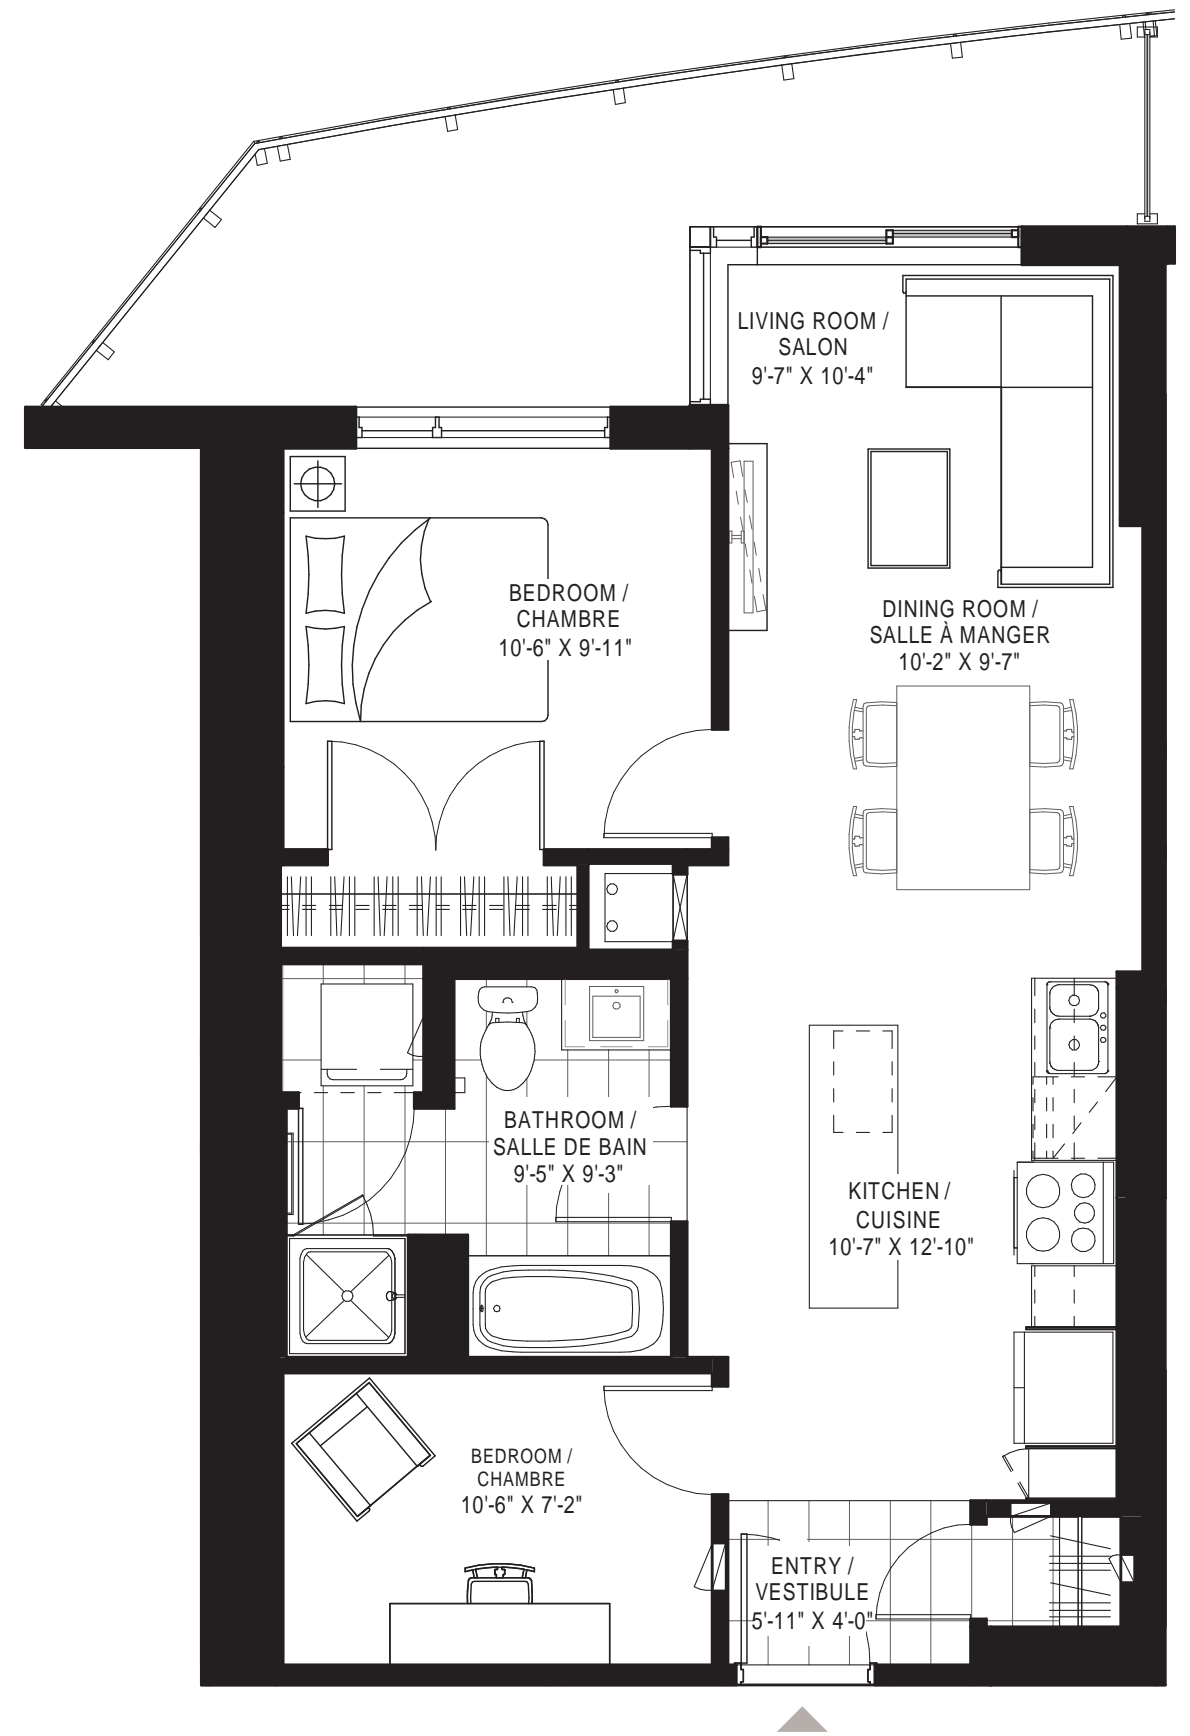 LIVING ROOM /
SALON
9'-7" X 10'-4"
BEDROOM /
CHAMBRE
10'-6" X 9'-11"
DINING ROOM /
SALLE À MANGER
10'-2" X 9'-7"
BATHROOM /
SALLE DE BAIN
9'-5" X 9'-3"
KITCHEN /
CUISINE
10'-7" X 12'-10"
BEDROOM /
CHAMBRE
10'-6" X 7'-2"
ENTRY /
VESTIBULE
5'-11" X 4'-0"